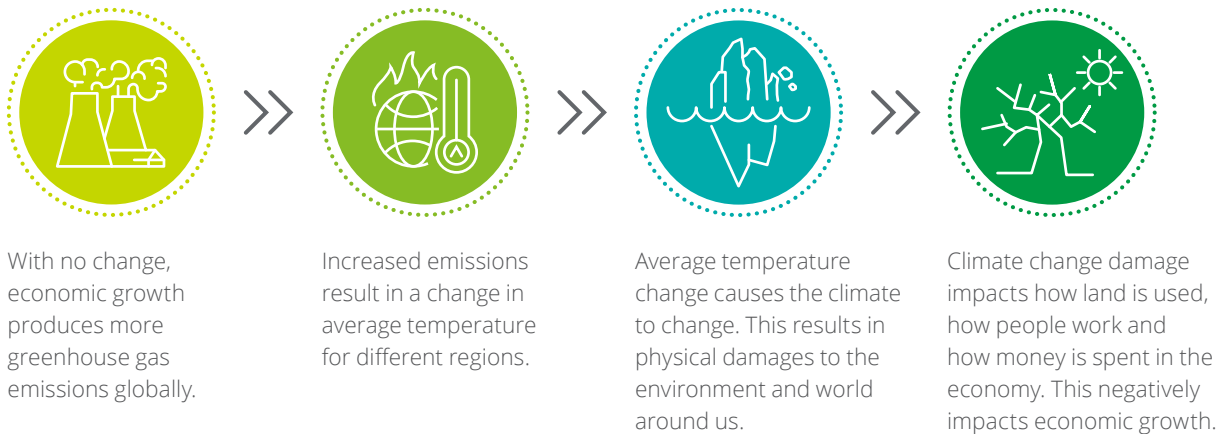 With no change,
economic growth
produces more
greenhouse gas
emissions globally.
Increased emissions
result in a change in
average temperature
for different regions.
Average temperature
change causes the climate
to change. This results in
physical damages to the
environment and world
around us.
Climate change damage
impacts how land is used,
how people work and
how money is spent in the
economy. This negatively
impacts economic growth.